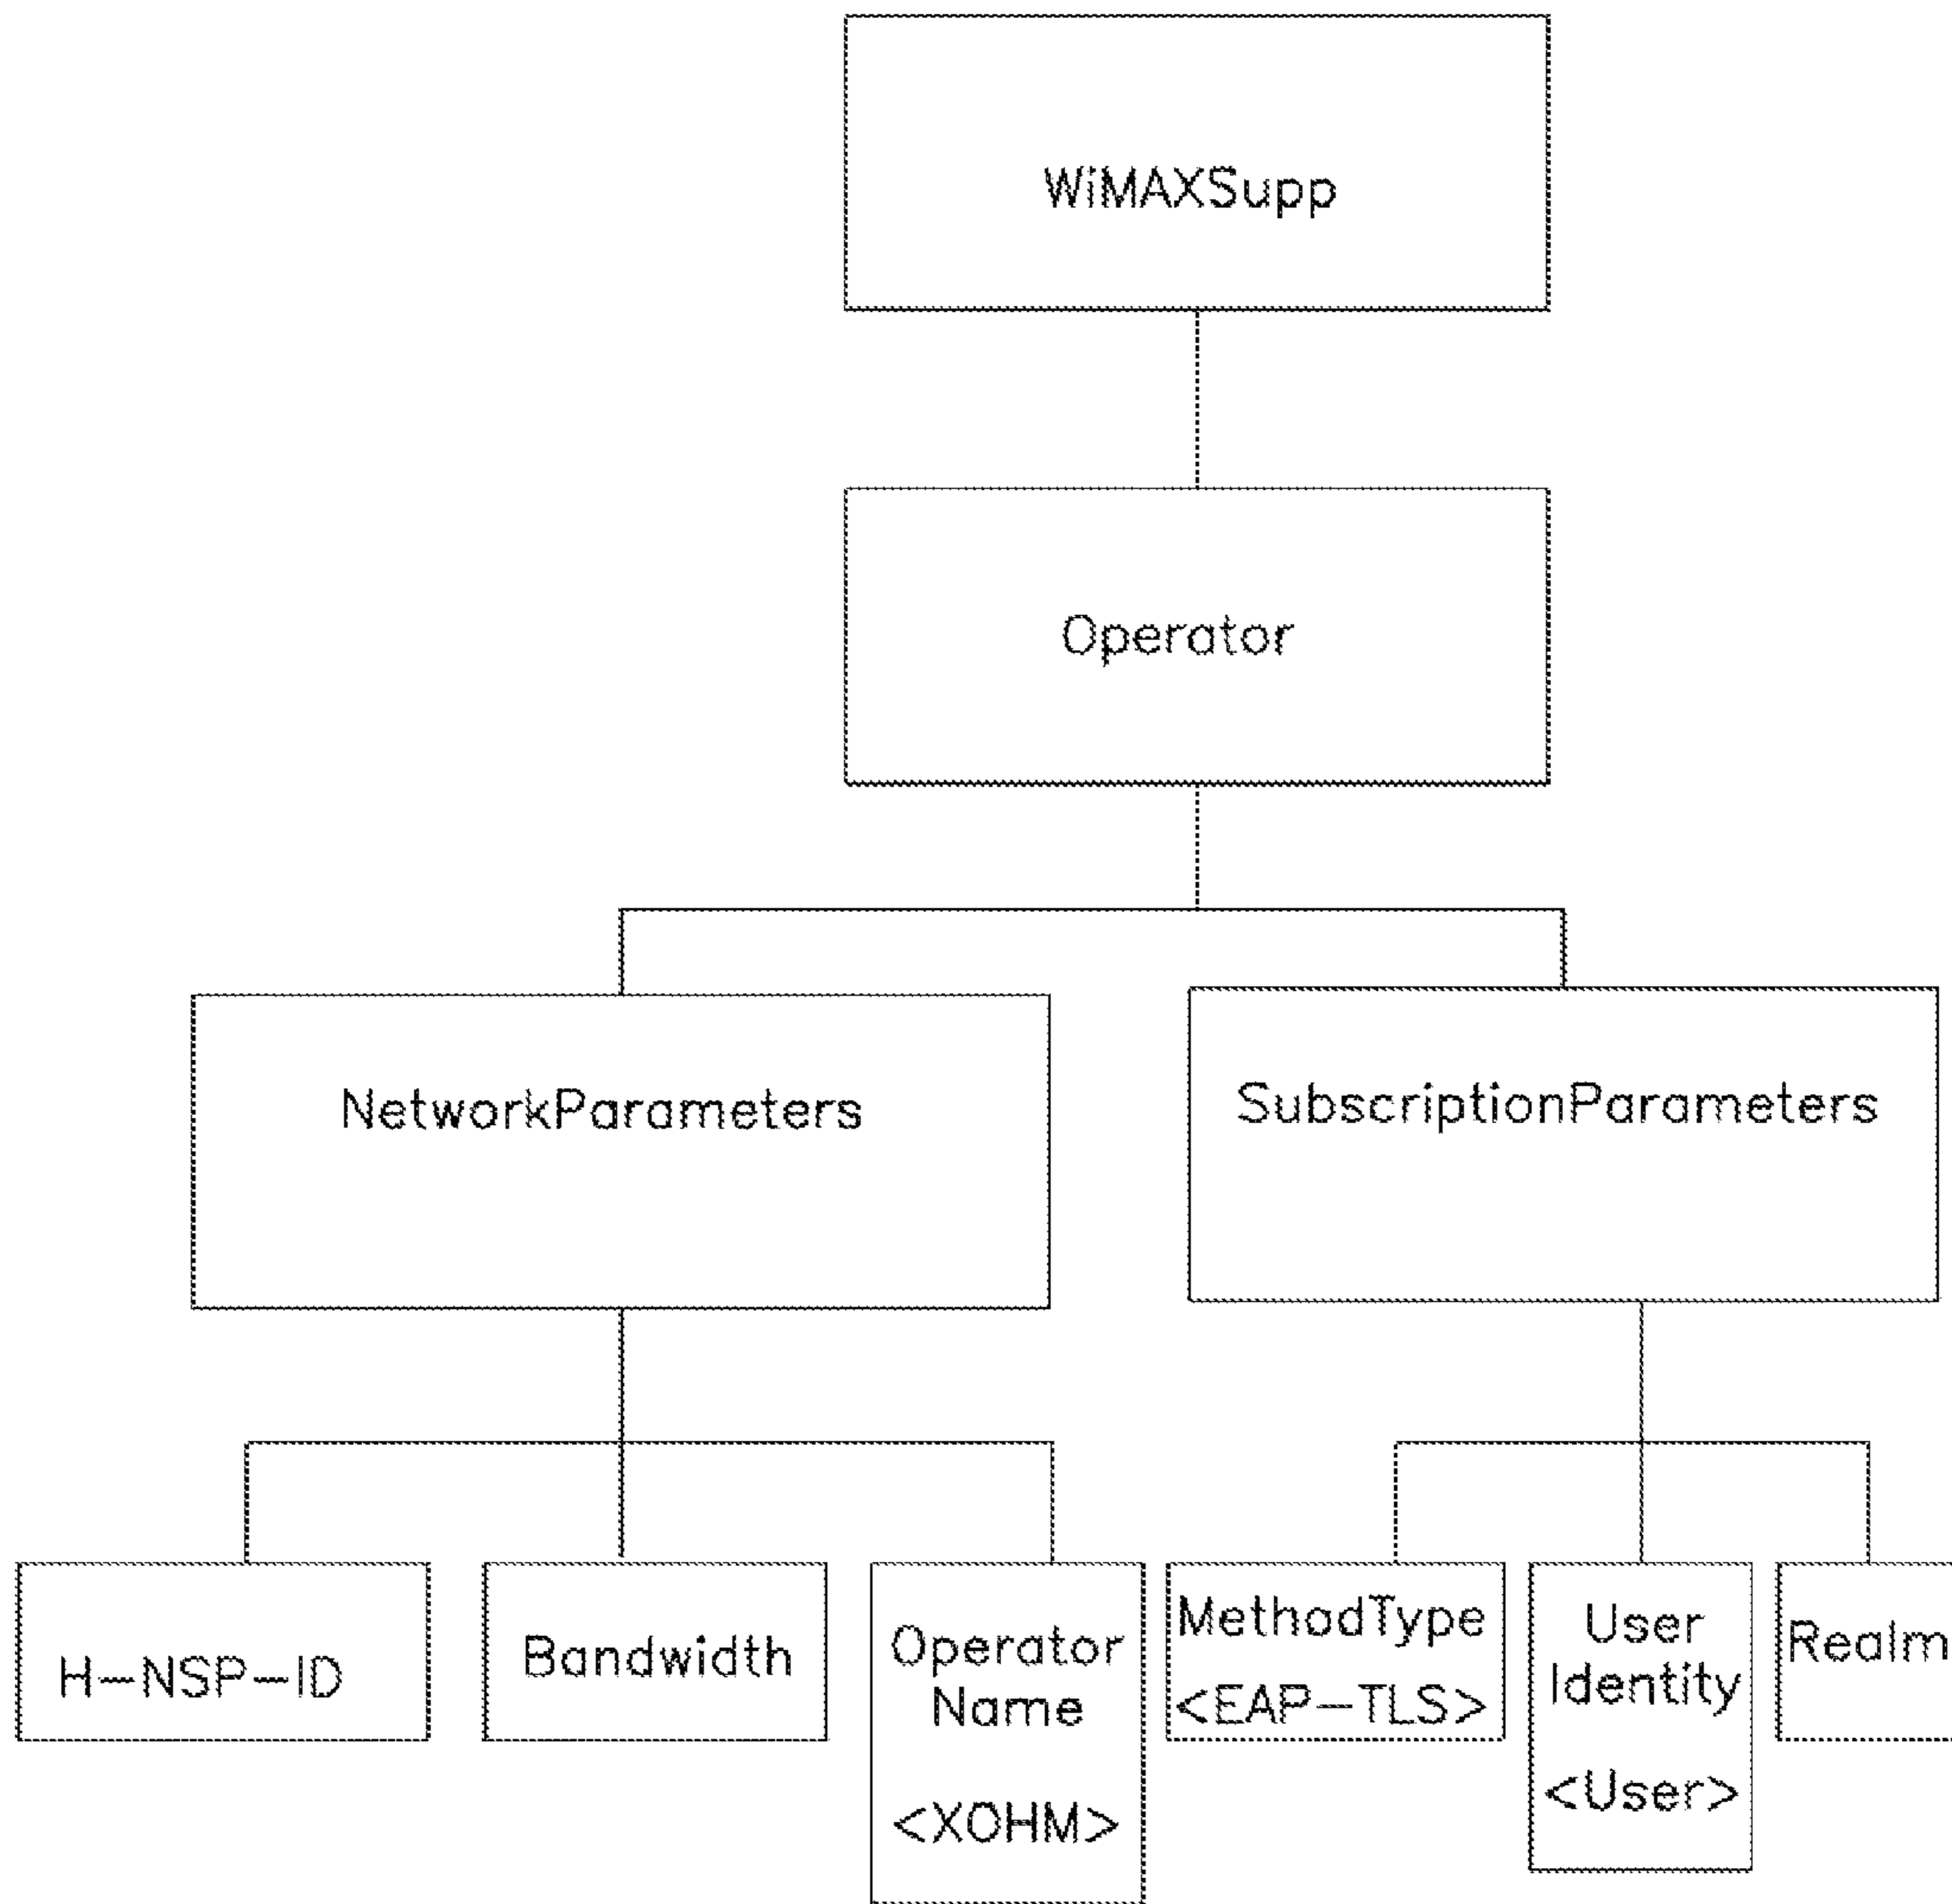 WiMAXSupp
Operator
NetworkParameters
SubscriptionParameters
H-NSP-ID
Bandwidth
Operator
Name
<XOHM>
MethodType
<EAP-TLS>
User
Identity
<User>
Realm